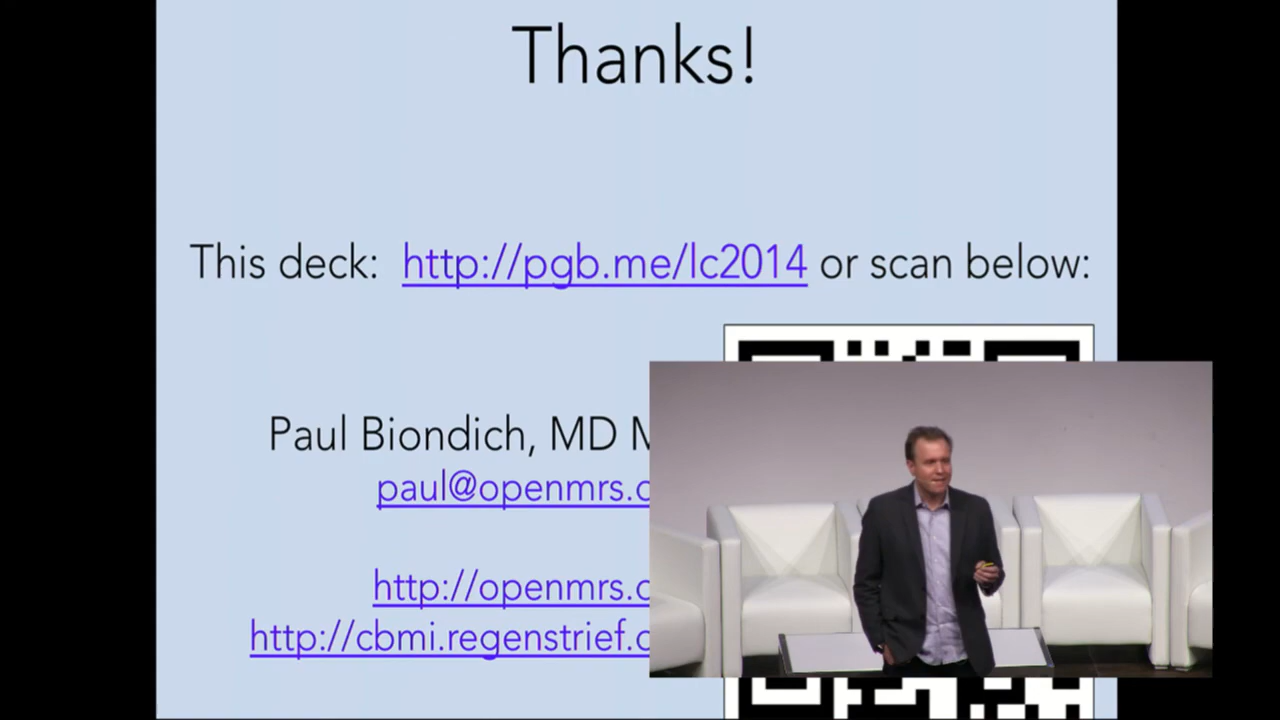 Thanks!
This deck: http://pgb.me/lc2014 or scan below:
Paul Biondich, MD
paul@openmrs.
http://openmrs.
http://cbmi.regenstrief.